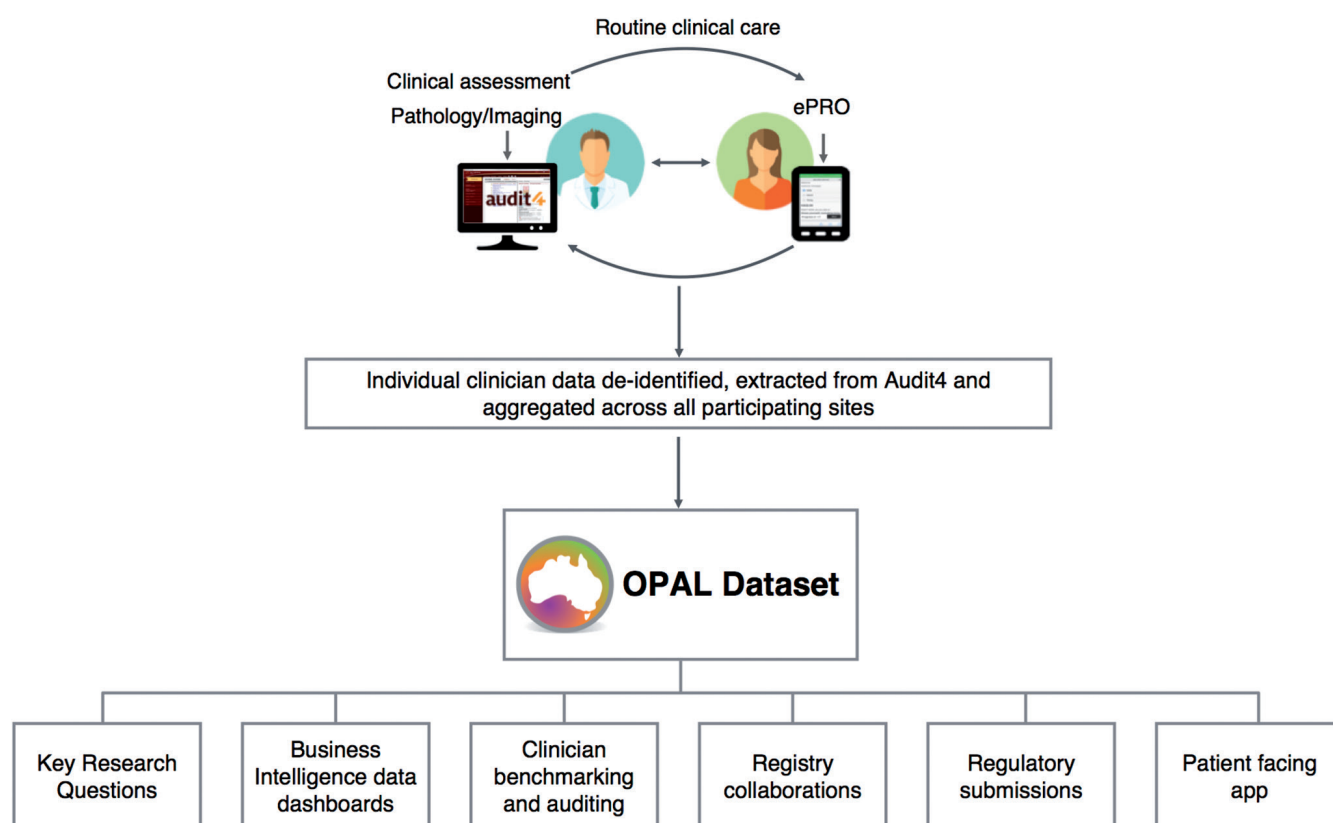 Routine clinical care
Clinical assessment
Pathology/Imaging
ePRO
audit4
Individual clinician data de-identified, extracted from Audit4 and
aggregated across all participating sites
OPAL Dataset
Key Research
Questions
Business
Intelligence data
dashboards
Clinician
benchmarking
and auditing
Registry
collaborations
Regulatory
submissions
Patient facing
app